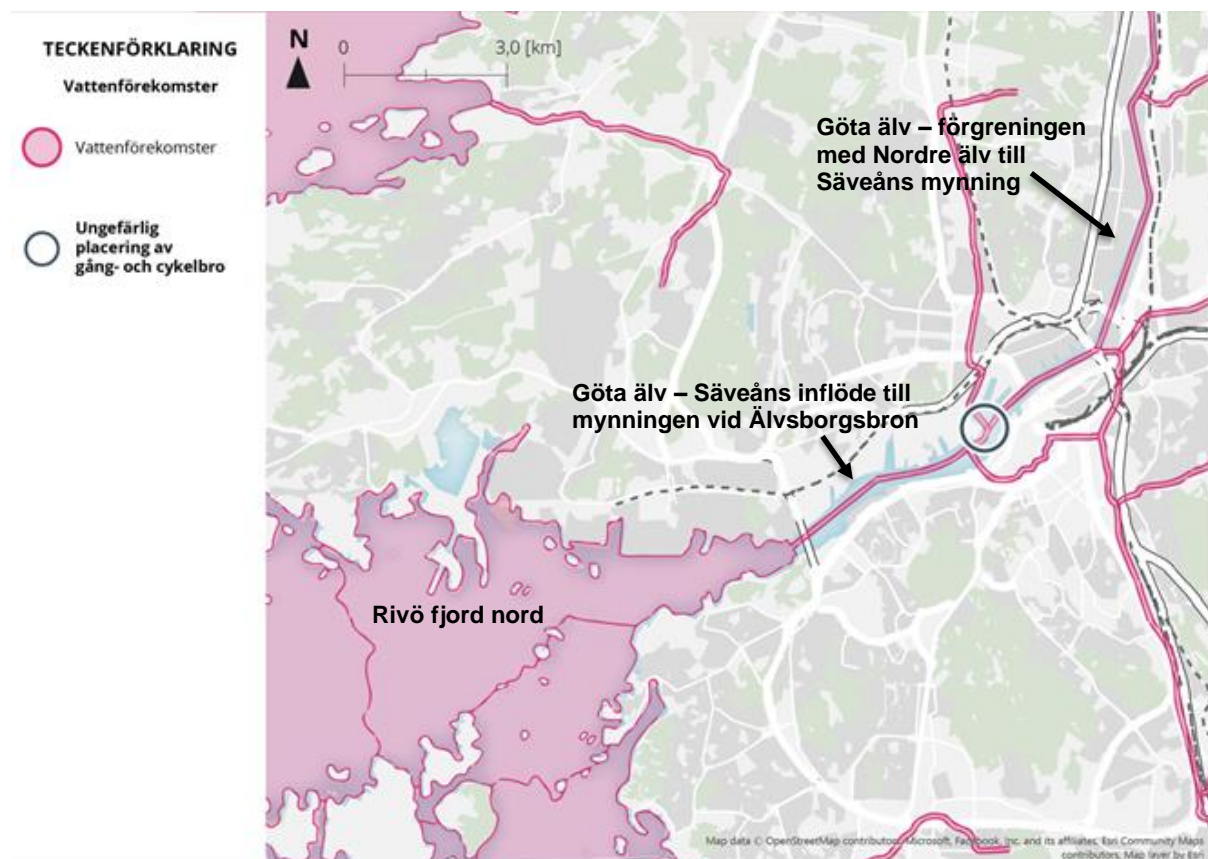 TECKENFÖRKLARING
Vattenförekomster
Vattenförekomster
Ungefärlig
placering av
gång- och cykelbro
N
0 3,0 [km]
Göta älv – förgreningen
med Nordre älv till
Säveåns mynning
Göta älv – Säveåns inflöde till
mynningen vid Älvsborgsbron
Rivö fjord nord
Map data © OpenStreetMap contributors, Microsoft, Facebook, Inc. and its affiliates, Esri Community Maps
contributors, Map layer by Esri